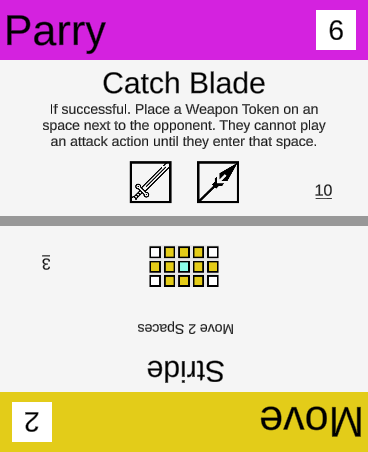 Parry
6
Catch Blade
If successful. Place a Weapon Token on an
space next to the opponent. They cannot play
an attack action until they enter that space.
10
Move
2
Stride
Move 2 Spaces
3